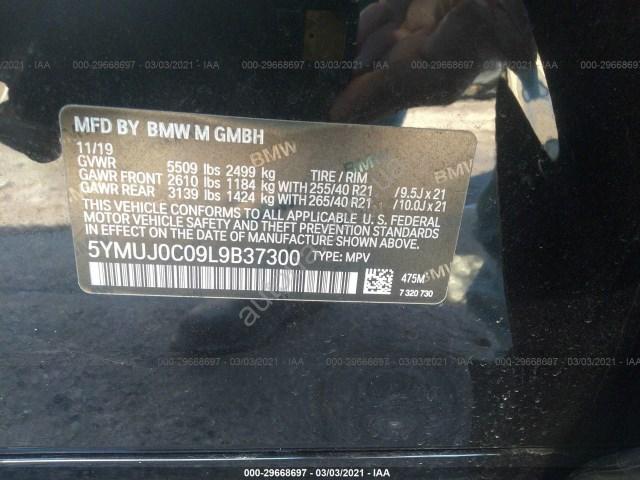 000-29668697 - 03/03/2021 - IAA
000-29668697 - 03/03/2021 - IAA
000-29668697 - 03/03/2021 - IAA
MFD BY BMW M GMBH
11/19
GVWR 5509 lbs 2499 kg TIRE / RIM
GAWR FRONT 2610 lbs 1184 kg WITH 255/40 R21 /9.5J x 21
GAWR REAR 3139 lbs 1424 kg WITH 265/40 R21 /10.0J x 21
THIS VEHICLE CONFORMS TO ALL APPLICABLE U. S. FEDERAL
MOTOR VEHICLE SAFETY AND THEFT PREVENTION STANDARDS
IN EFFECT ON THE DATE OF MANUFACTURE SHOWN ABOVE
5YMUJ0C09L9B37300 TYPE: MPV
475M
7 320 730
BMW
BMW
BMW
000-29668697 - 03/03/2021 - IAA
000-29668697 - 03/03/2021 - IAA
000-29668697 - 03/03/2021 - IAA
000-29668697 - 03/03/2021 - IAA